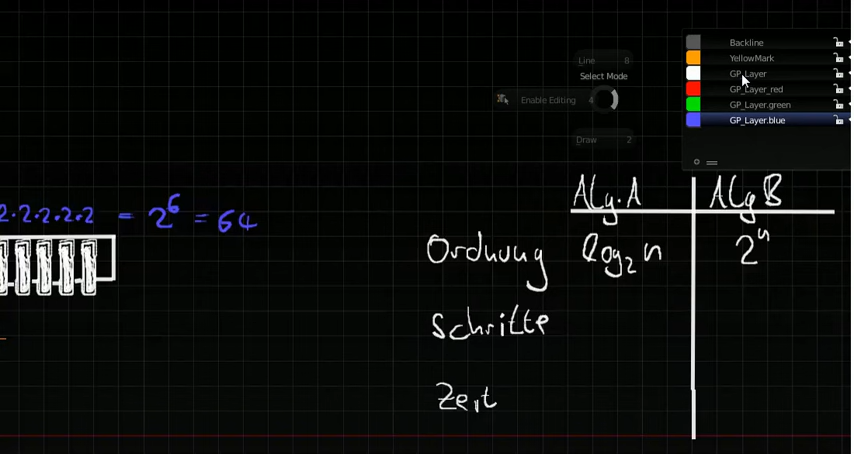 Backline
YellowMark
GP_Layer
GP_Layer_red
GP_Layer.green
GP_Layer.blue
Line 8
Select Mode
Enable Editing 4
Draw 2
2·2·2·2·2 = 2⁶ = 64
Alg.A Alg B
Ordnung log₂ n 2ⁿ
Schritte
Zeit